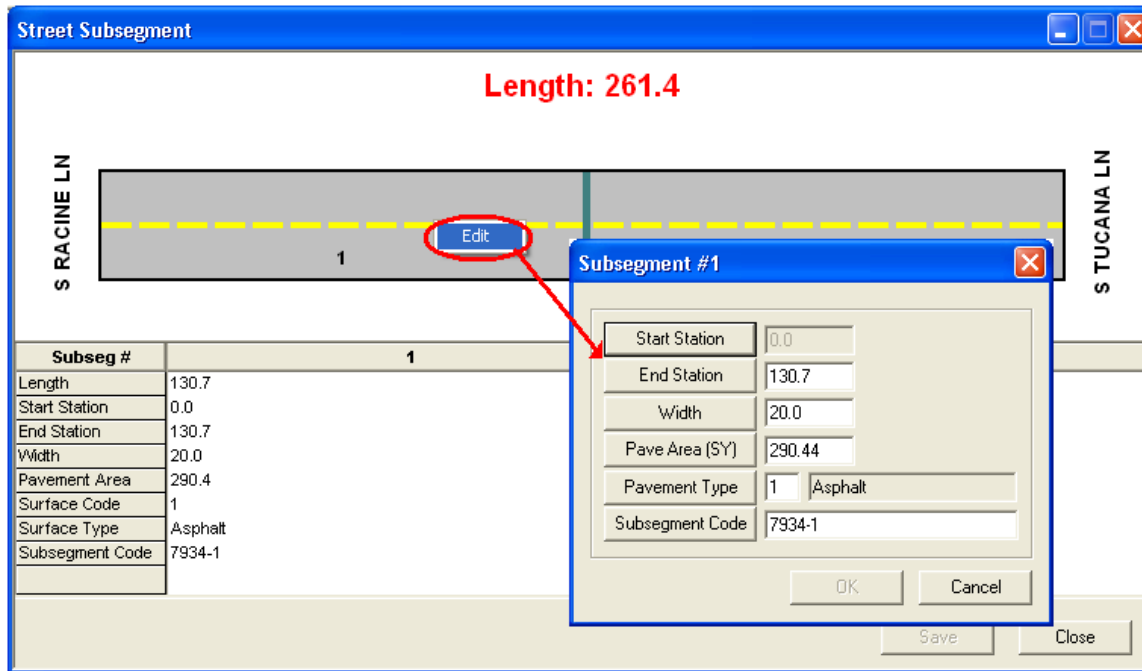 Street Subsegment
Length: 261.4
S RACINE LN
S TUCANA LN
Edit
1
Subseg # 1
Length 130.7
Start Station 0.0
End Station 130.7
Width 20.0
Pavement Area 290.4
Surface Code 1
Surface Type Asphalt
Subsegment Code 7934-1
Subsegment #1
Start Station 0.0
End Station 130.7
Width 20.0
Pave Area (SY) 290.44
Pavement Type 1 Asphalt
Subsegment Code 7934-1
OK Cancel
Save Close